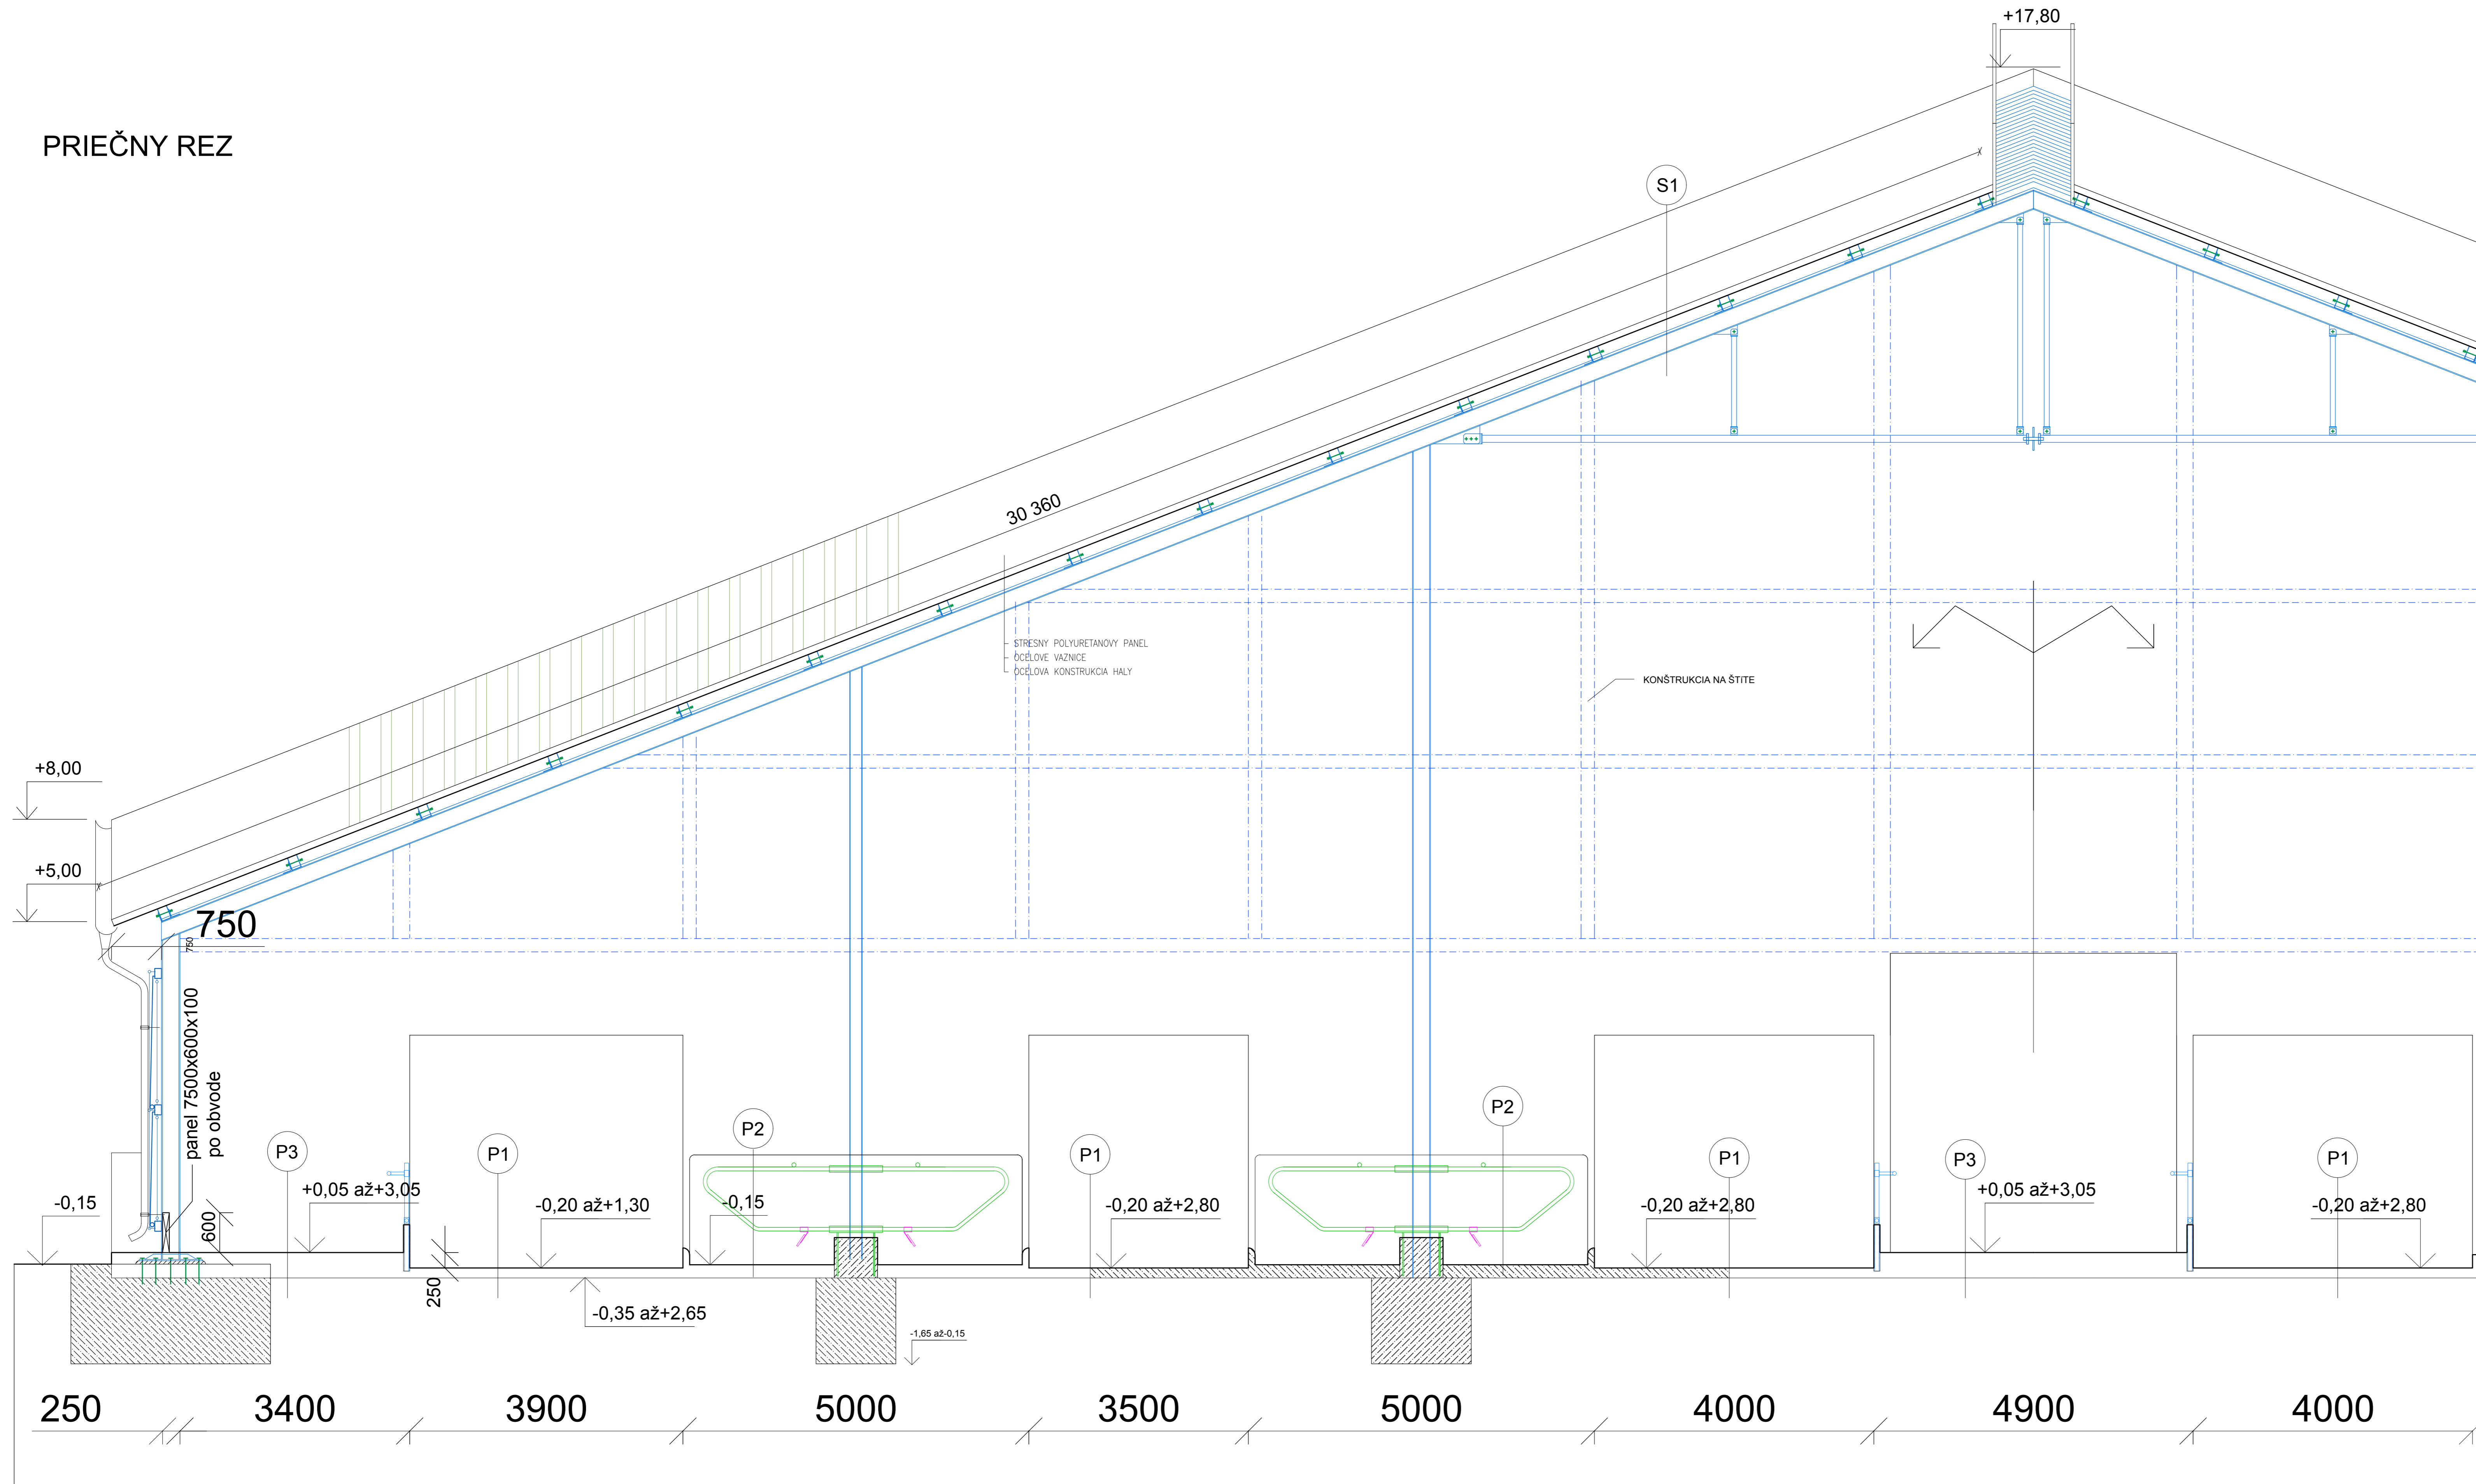 +17,80
PRIEČNY REZ
S1
30 360
STRESNY POLYURETANOVY PANEL
OCELOVE VAZNICE
OCELOVA KONSTRUKCIA HALY
KONŠTRUKCIA NA ŠTíTE
+8,00
+5,00
750
750
panel 7500x600x100
po obvode
P3
P1
P2
P1
P2
P1
P3
P1
-0,15
600
+0,05 až+3,05
-0,20 až+1,30
-0,15
-0,20 až+2,80
-0,20 až+2,80
+0,05 až+3,05
-0,20 až+2,80
250
-0,35 až+2,65
-1,65 až-0,15
250
3400
3900
5000
3500
5000
4000
4900
4000